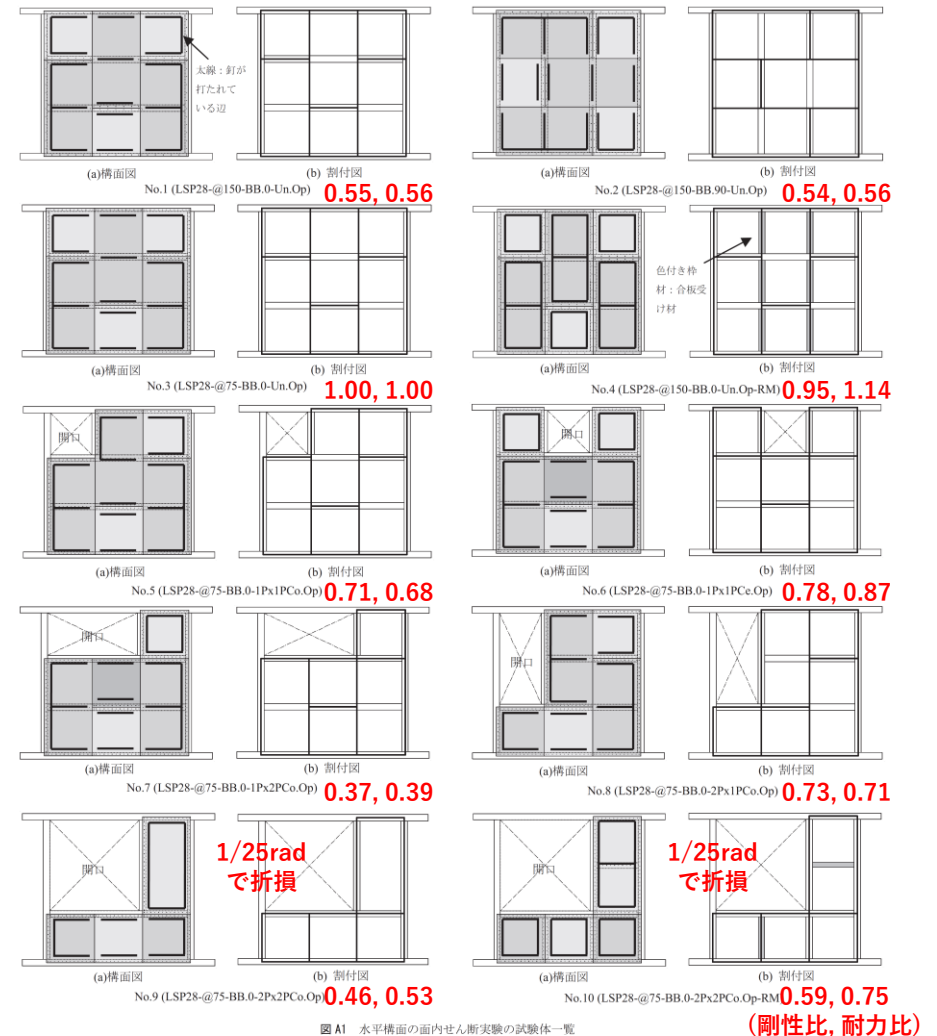 太線：釘が
打たれて
いる辺
(a)構面図
(b) 割付図
No.1 (LSP28-@150-BB.0-Un.Op)
0.55, 0.56
(a)構面図
(b) 割付図
No.2 (LSP28-@150-BB.90-Un.Op)
0.54, 0.56
(a)構面図
(b) 割付図
No.3 (LSP28-@75-BB.0-Un.Op)
1.00, 1.00
色付き枠
材：合板受
け材
(a)構面図
(b) 割付図
No.4 (LSP28-@150-BB.0-Un.Op-RM)
0.95, 1.14
開口
(a)構面図
(b) 割付図
No.5 (LSP28-@75-BB.0-1Px1PCo.Op)
0.71, 0.68
開口
(a)構面図
(b) 割付図
No.6 (LSP28-@75-BB.0-1Px1PCe.Op)
0.78, 0.87
開口
(a)構面図
(b) 割付図
No.7 (LSP28-@75-BB.0-1Px2PCo.Op)
0.37, 0.39
開口
(a)構面図
(b) 割付図
No.8 (LSP28-@75-BB.0-2Px1PCo.Op)
0.73, 0.71
開口
1/25rad
で折損
(a)構面図
(b) 割付図
No.9 (LSP28-@75-BB.0-2Px2PCo.Op)
0.46, 0.53
開口
1/25rad
で折損
(a)構面図
(b) 割付図
No.10 (LSP28-@75-BB.0-2Px2PCo.Op-RM)
0.59, 0.75
(剛性比, 耐力比)
図 A1 水平構面の面内せん断実験の試験体一覧